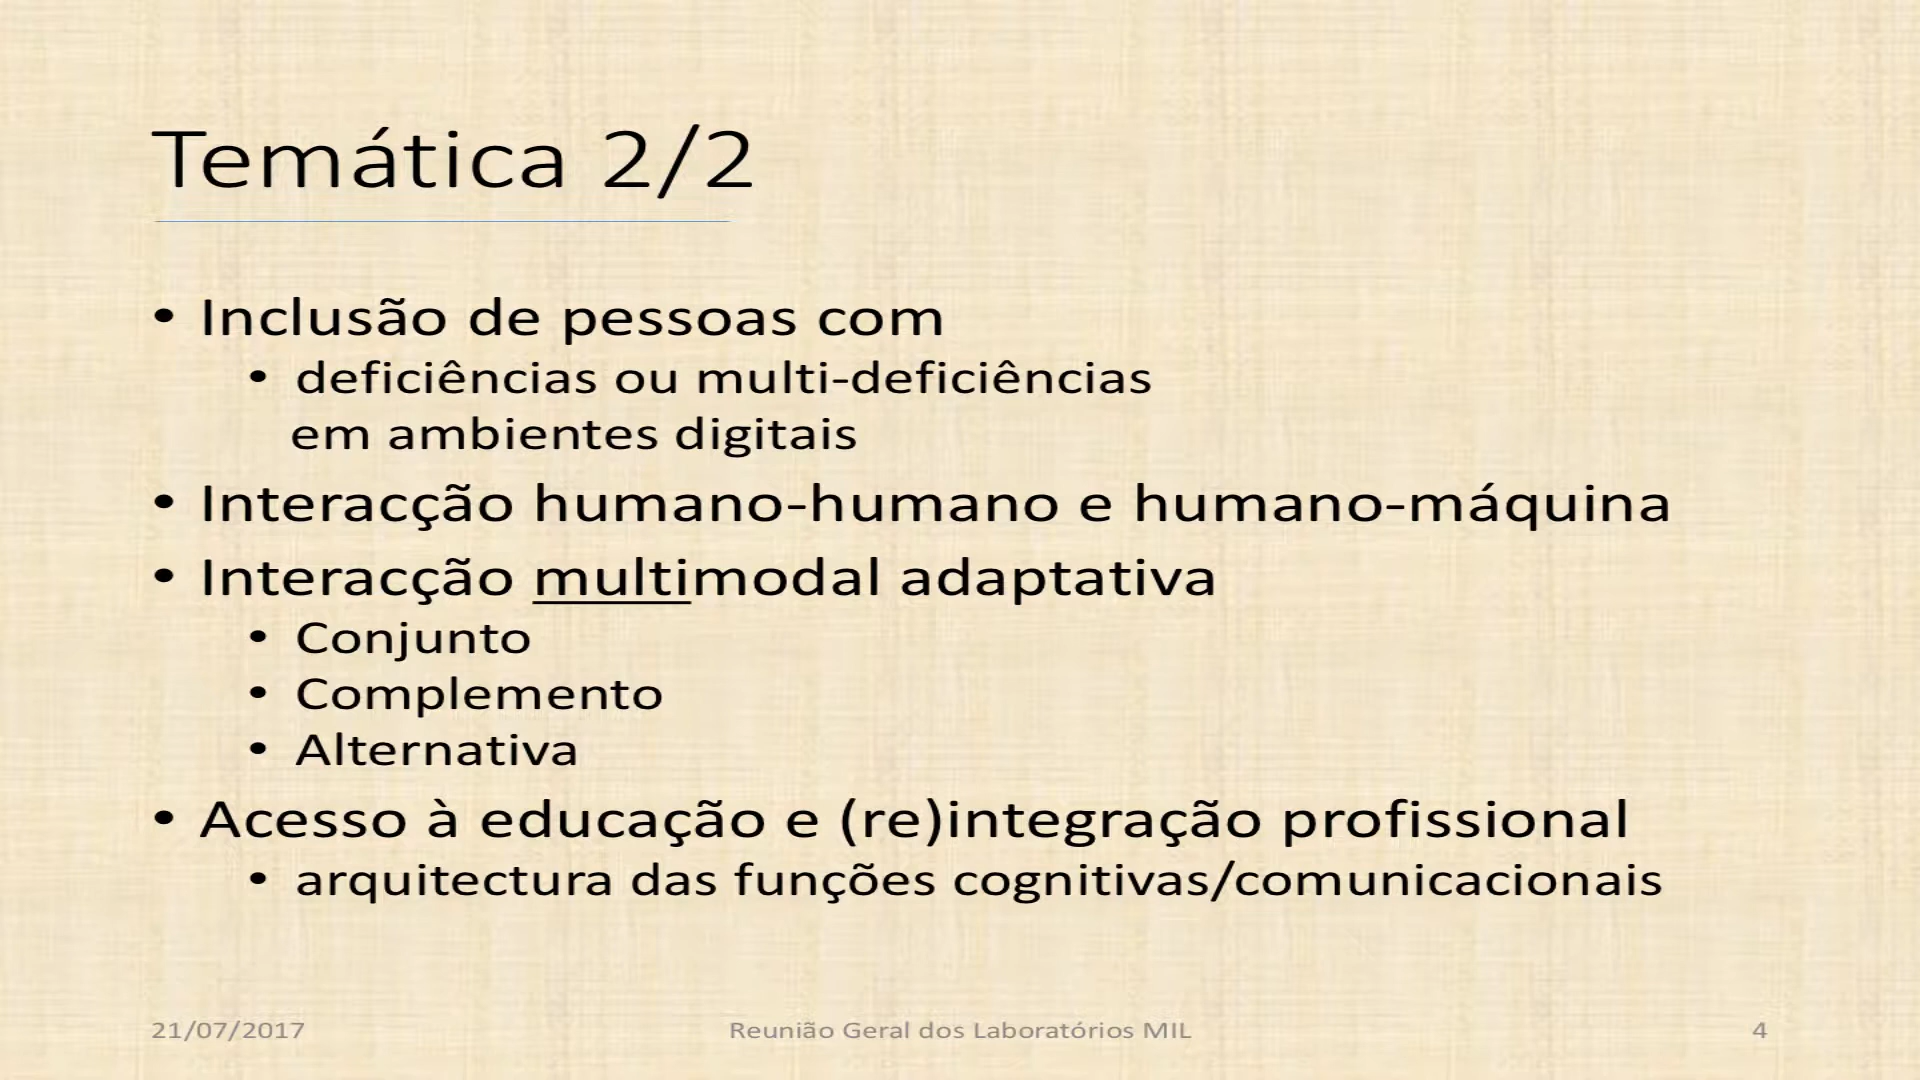 Temática 2/2
• Inclusão de pessoas com
• deficiências ou multi-deficiências
em ambientes digitais
• Interacção humano-humano e humano-máquina
• Interacção multimodal adaptativa
• Conjunto
• Complemento
• Alternativa
• Acesso à educação e (re)integração profissional
• arquitectura das funções cognitivas/comunicacionais
21/07/2017 Reunião Geral dos Laboratórios MIL 4